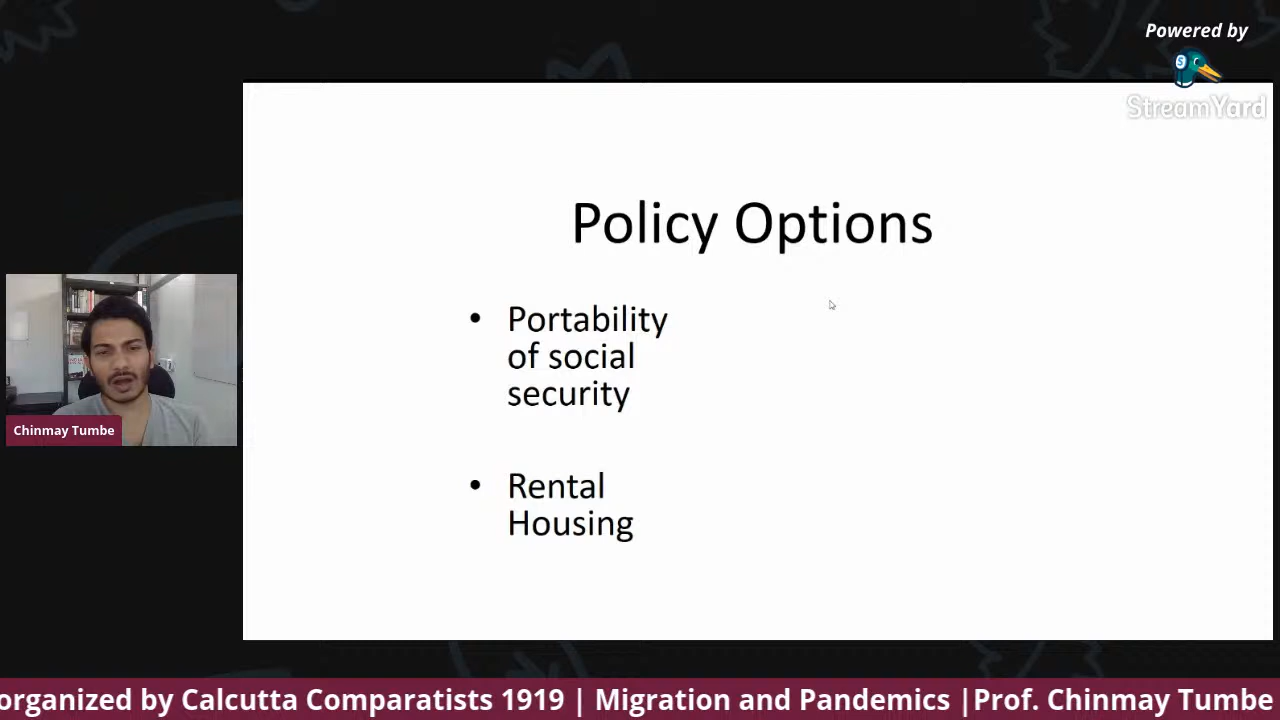 Powered by
StreamYard
Policy Options
• Portability
of social
security
• Rental
Housing
Chinmay Tumbe
organized by Calcutta Comparatists 1919 | Migration and Pandemics |Prof. Chinmay Tumbe